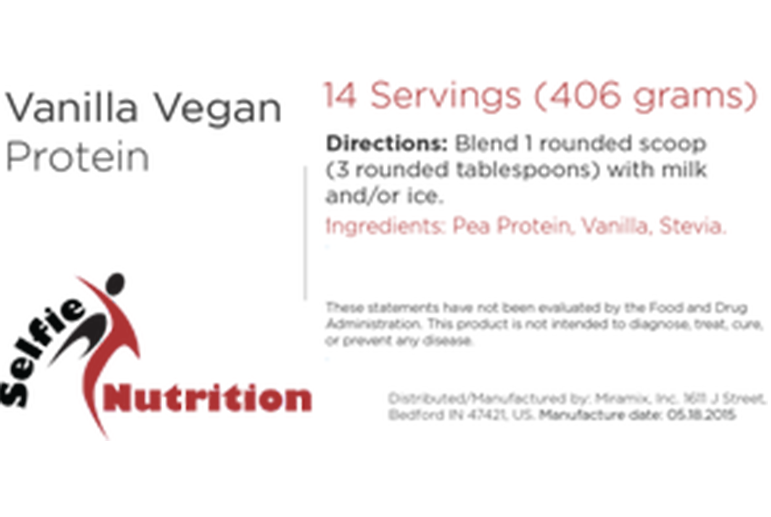 Vanilla Vegan
Protein
14 Servings (406 grams)
Directions: Blend 1 rounded scoop
(3 rounded tablespoons) with milk
and/or ice.
Ingredients: Pea Protein, Vanilla, Stevia.
These statements have not been evaluated by the Food and Drug
Administration. This product is not intended to diagnose, treat, cure,
or prevent any disease.
Selfie
Nutrition
Distributed/Manufactured by: Miramix, Inc. 1611 J Street,
Bedford IN 47421, US. Manufacture date: 05.18.2015